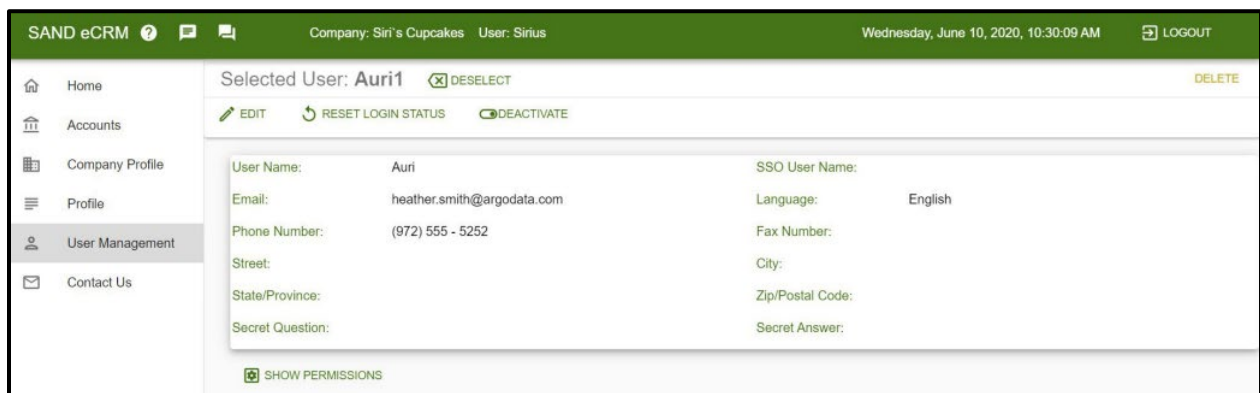 SAND eCRM Company: Siri`s Cupcakes User: Sirius Wednesday, June 10, 2020, 10:30:09 AM LOGOUT
Home
Accounts
Company Profile
Profile
User Management
Contact Us
Selected User: Auri1 DESELECT DELETE
EDIT RESET LOGIN STATUS DEACTIVATE
User Name: Auri SSO User Name:
Email: heather.smith@argodata.com Language: English
Phone Number: (972) 555 - 5252 Fax Number:
Street: City:
State/Province: Zip/Postal Code:
Secret Question: Secret Answer:
SHOW PERMISSIONS